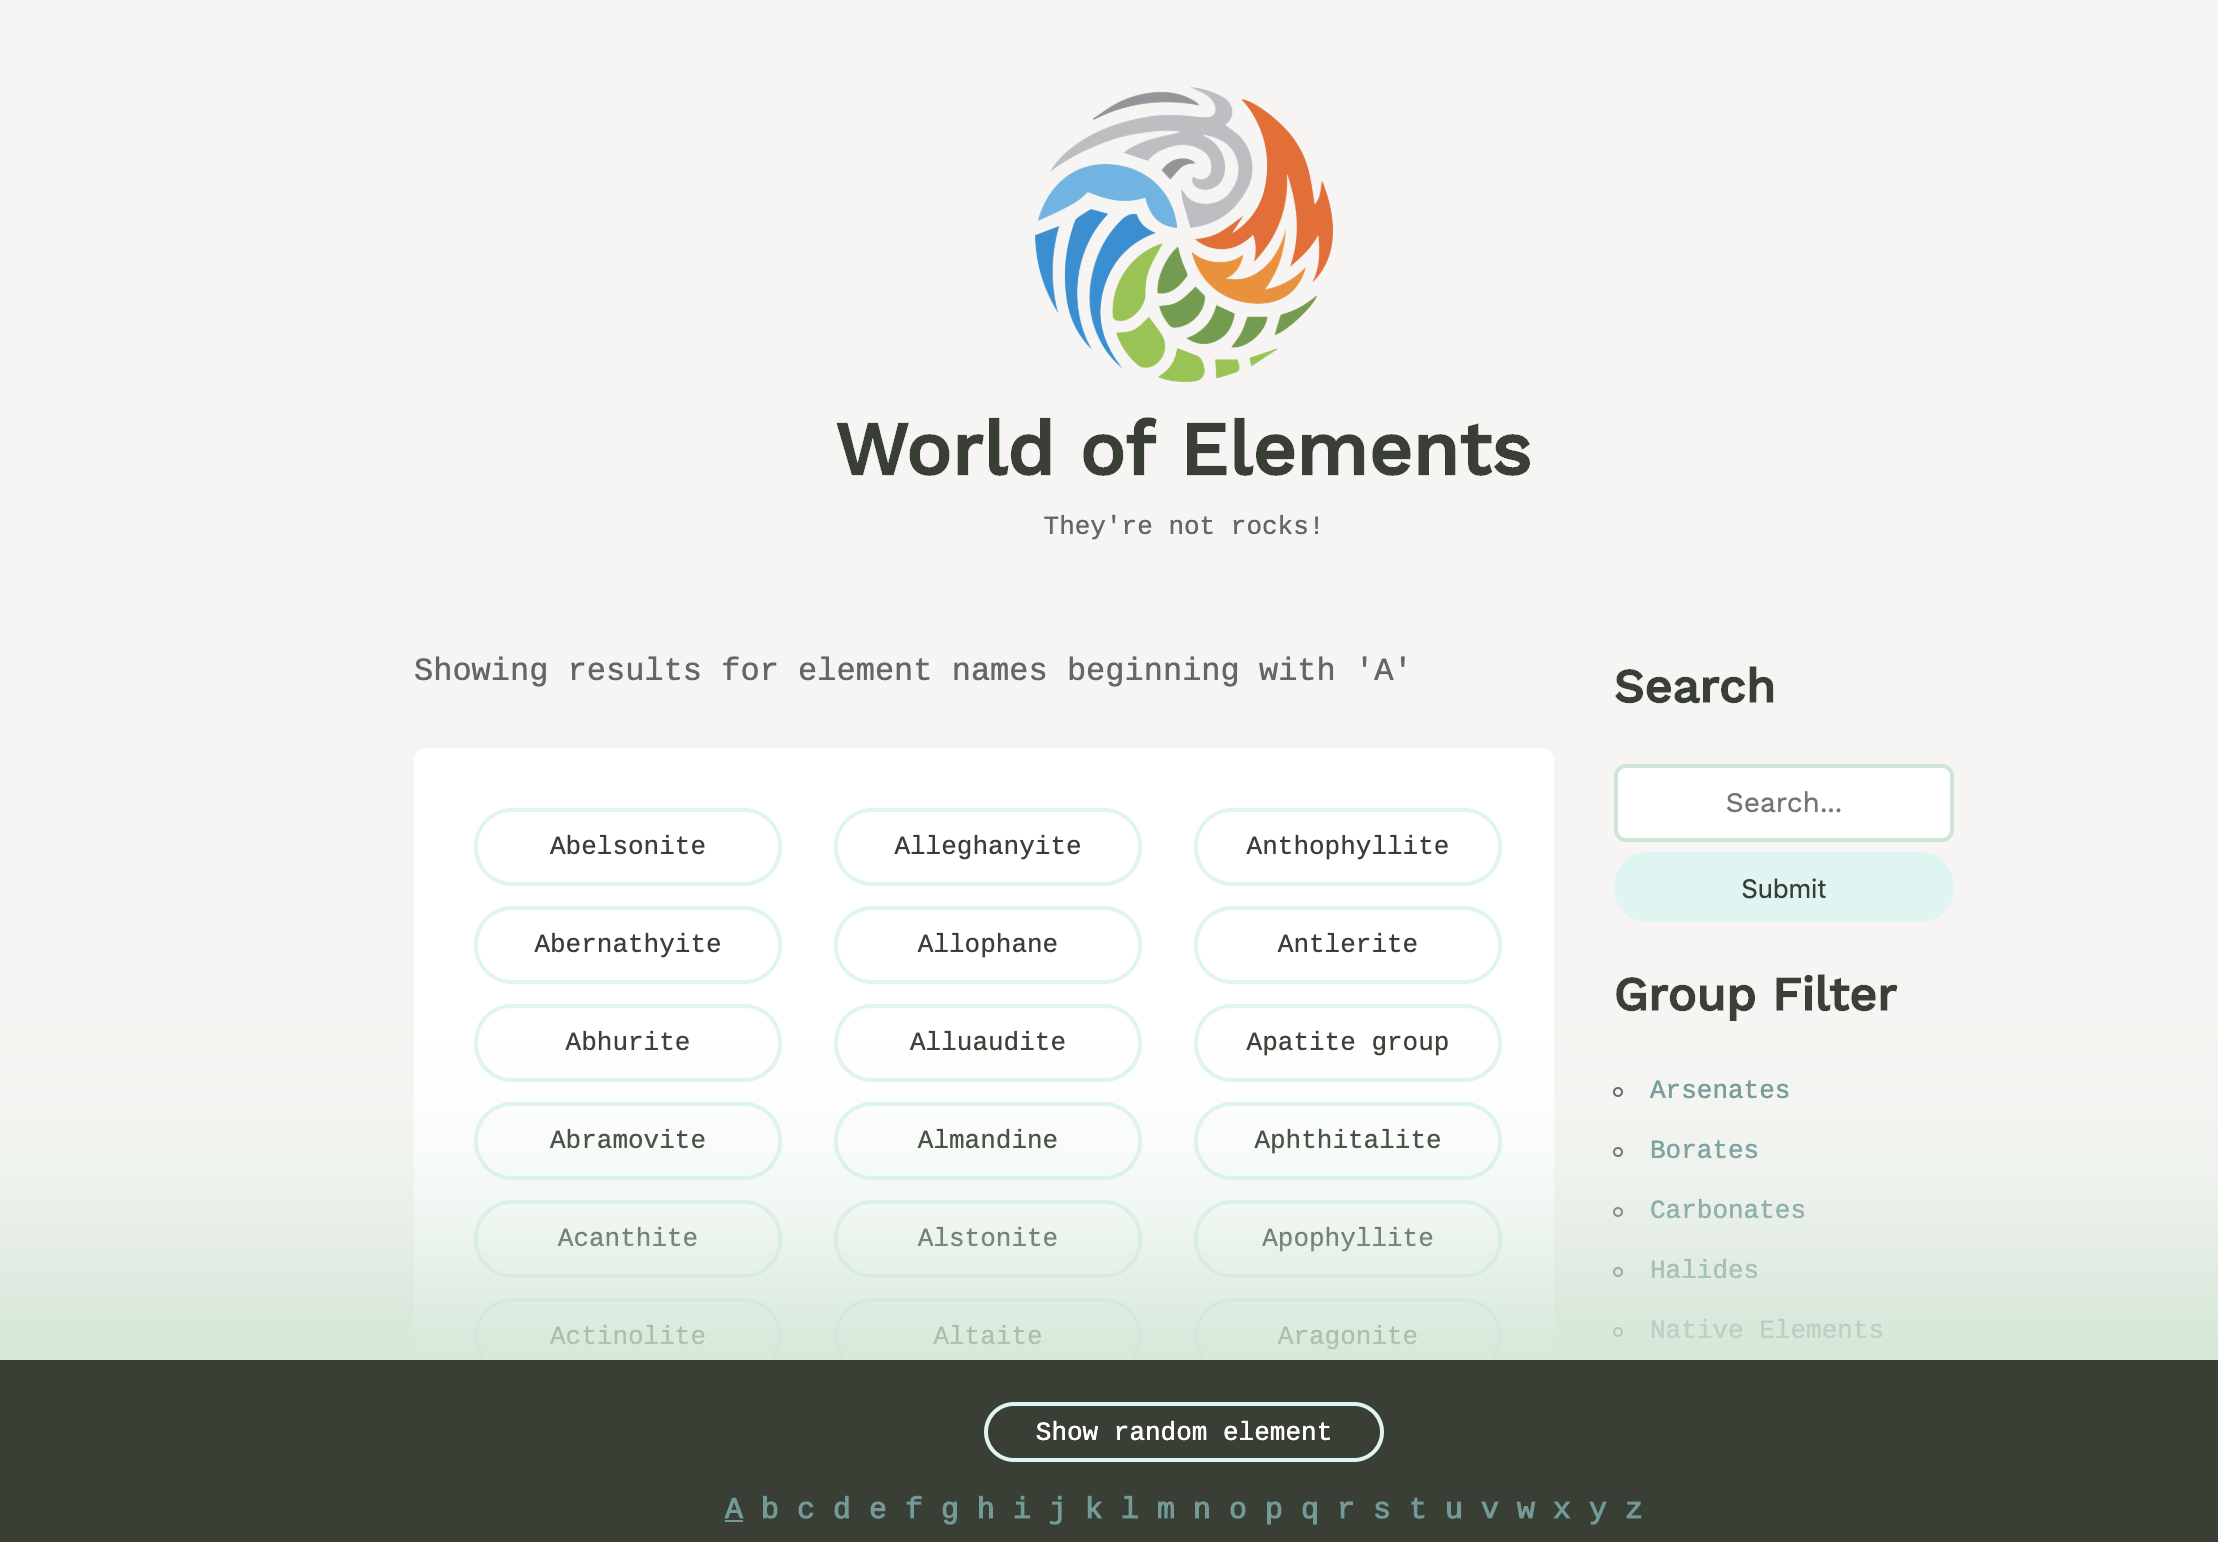 World of Elements
They're not rocks!
Showing results for element names beginning with 'A'
Abelsonite
Alleghanyite
Anthophyllite
Abernathyite
Allophane
Antlerite
Abhurite
Alluaudite
Apatite group
Abramovite
Almandine
Aphthitalite
Acanthite
Alstonite
Apophyllite
Actinolite
Altaite
Aragonite
Search
Search...
Submit
Group Filter
Arsenates
Borates
Carbonates
Halides
Native Elements
Show random element
A b c d e f g h i j k l m n o p q r s t u v w x y z